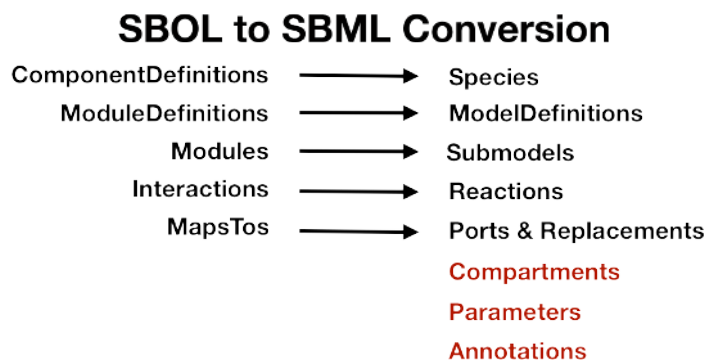 SBOL to SBML Conversion
ComponentDefinitions Species
ModuleDefinitions ModelDefinitions
Modules Submodels
Interactions Reactions
MapsTos Ports & Replacements
Compartments
Parameters
Annotations